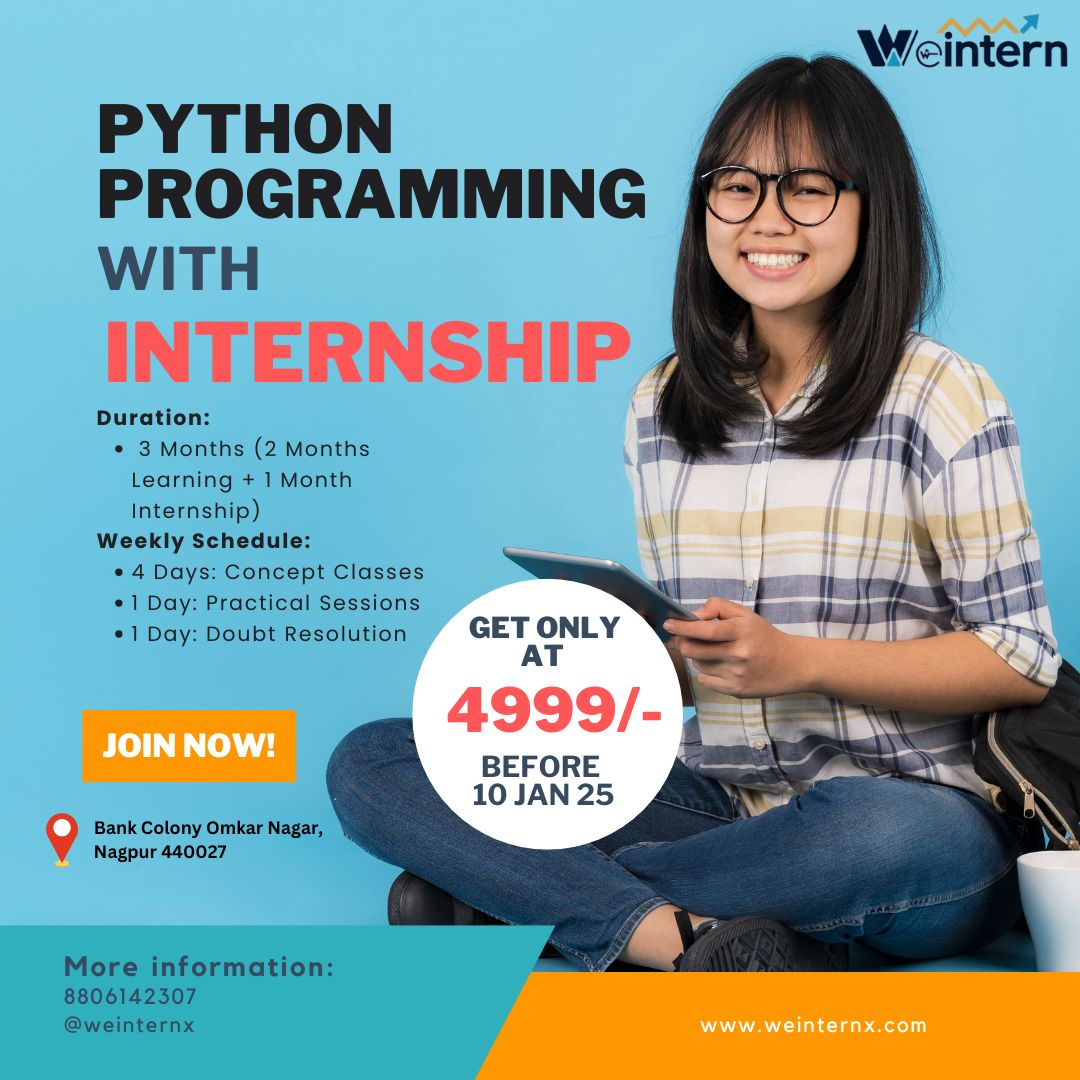 Weintern
PYTHON
PROGRAMMING
WITH
INTERNSHIP
Duration:
• 3 Months (2 Months
Learning + 1 Month
Internship)
Weekly Schedule:
• 4 Days: Concept Classes
• 1 Day: Practical Sessions
• 1 Day: Doubt Resolution
GET ONLY
AT
4999/-
BEFORE
10 JAN 25
JOIN NOW!
Bank Colony Omkar Nagar,
Nagpur 440027
More information:
8806142307
@weinternx
www.weinternx.com